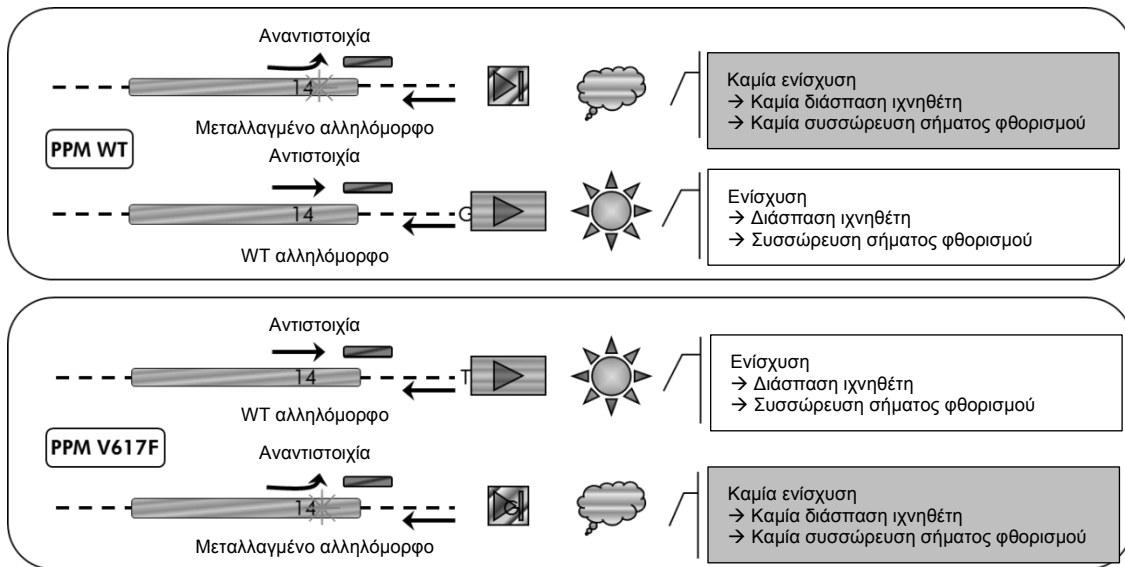 Αναντιστοιχία
14
Μεταλλαγμένο αλληλόμορφο
Καμία ενίσχυση
→ Καμία διάσπαση ιχνηθέτη
→ Καμία συσσώρευση σήματος φθορισμού
PPM WT
Αντιστοιχία
14
G
WT αλληλόμορφο
Ενίσχυση
→ Διάσπαση ιχνηθέτη
→ Συσσώρευση σήματος φθορισμού
Αντιστοιχία
14
T
WT αλληλόμορφο
Ενίσχυση
→ Διάσπαση ιχνηθέτη
→ Συσσώρευση σήματος φθορισμού
PPM V617F
Αναντιστοιχία
14
G
Μεταλλαγμένο αλληλόμορφο
Καμία ενίσχυση
→ Καμία διάσπαση ιχνηθέτη
→ Καμία συσσώρευση σήματος φθορισμού